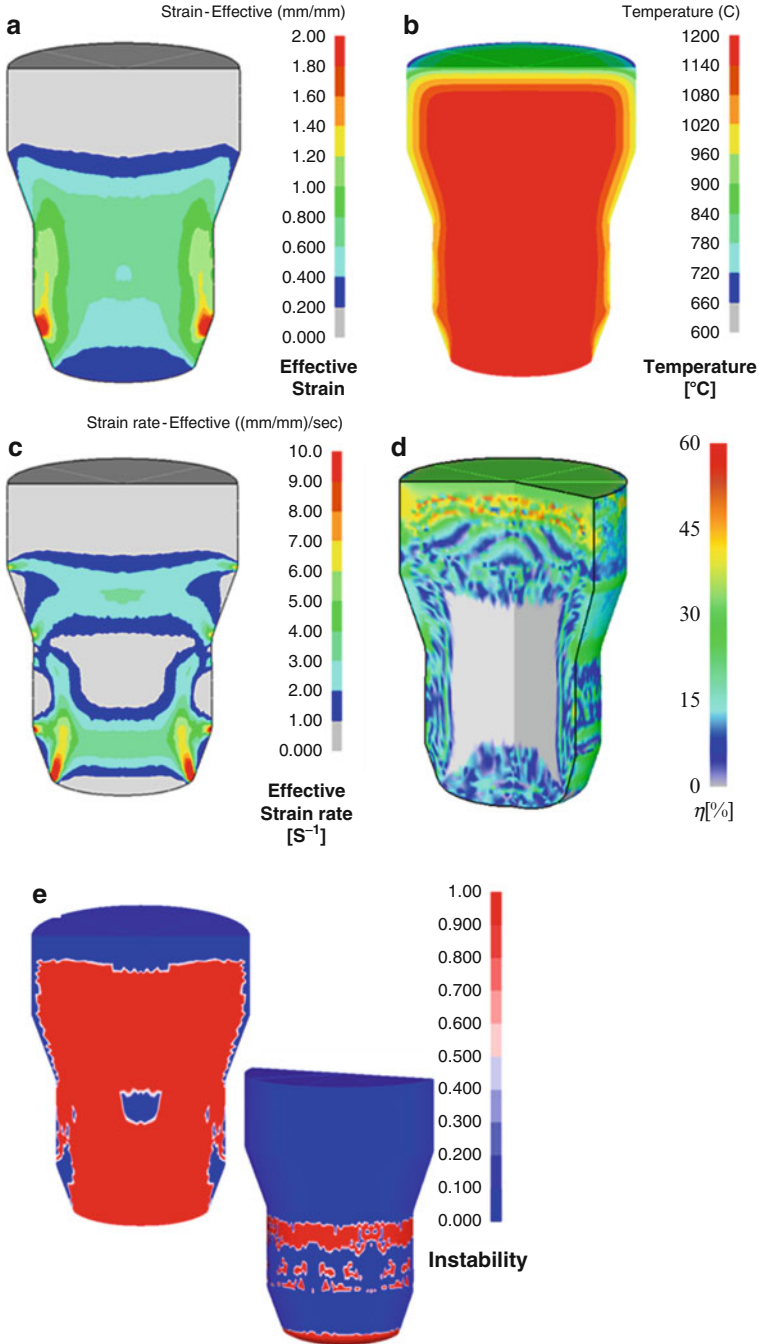 a
Strain-Effective (mm/mm)
2.00
1.80
1.60
1.40
1.20
1.00
0.800
0.600
0.400
0.200
0.000
Effective
Strain
b
Temperature (C)
1200
1140
1080
1020
960
900
840
780
720
660
600
Temperature
[°C]
c
Strain rate-Effective ((mm/mm)/sec)
10.0
9.00
8.00
7.00
6.00
5.00
4.00
3.00
2.00
1.00
0.000
Effective
Strain rate
[S⁻¹]
d
60
45
30
15
0
η[%]
e
1.00
0.900
0.800
0.700
0.600
0.500
0.400
0.300
0.200
0.100
0.000
Instability